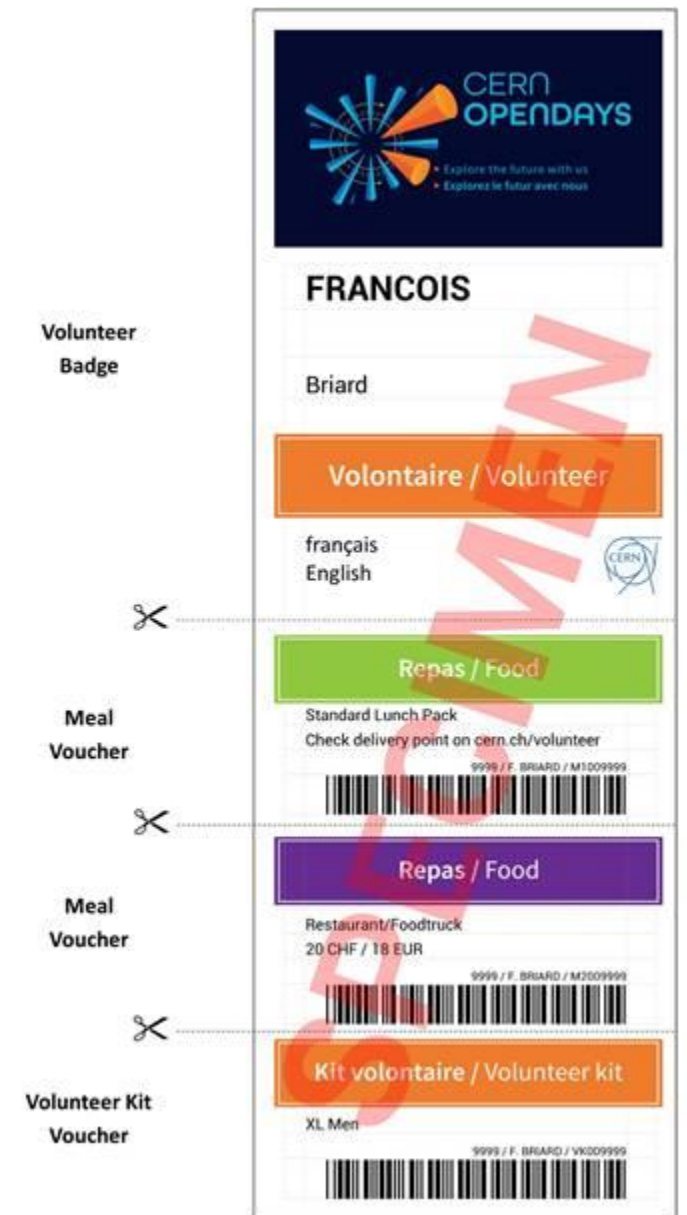 CERN
OPENDAYS
Explore the future with us
Explorez le futur avec nous
Volunteer
Badge
FRANCOIS
Briard
Volontaire / Volunteer
français
English
CERN
Meal
Voucher
Repas / Food
Standard Lunch Pack
Check delivery point on cern.ch/volunteer
9999 / F. BRIARD / M1009999
Meal
Voucher
Repas / Food
Restaurant/Foodtruck
20 CHF / 18 EUR
9999 / F. BRIARD / M2009999
Volunteer Kit
Voucher
Kit volontaire / Volunteer kit
XL Men
9999 / F. BRIARD / VK009999
SPECIMEN